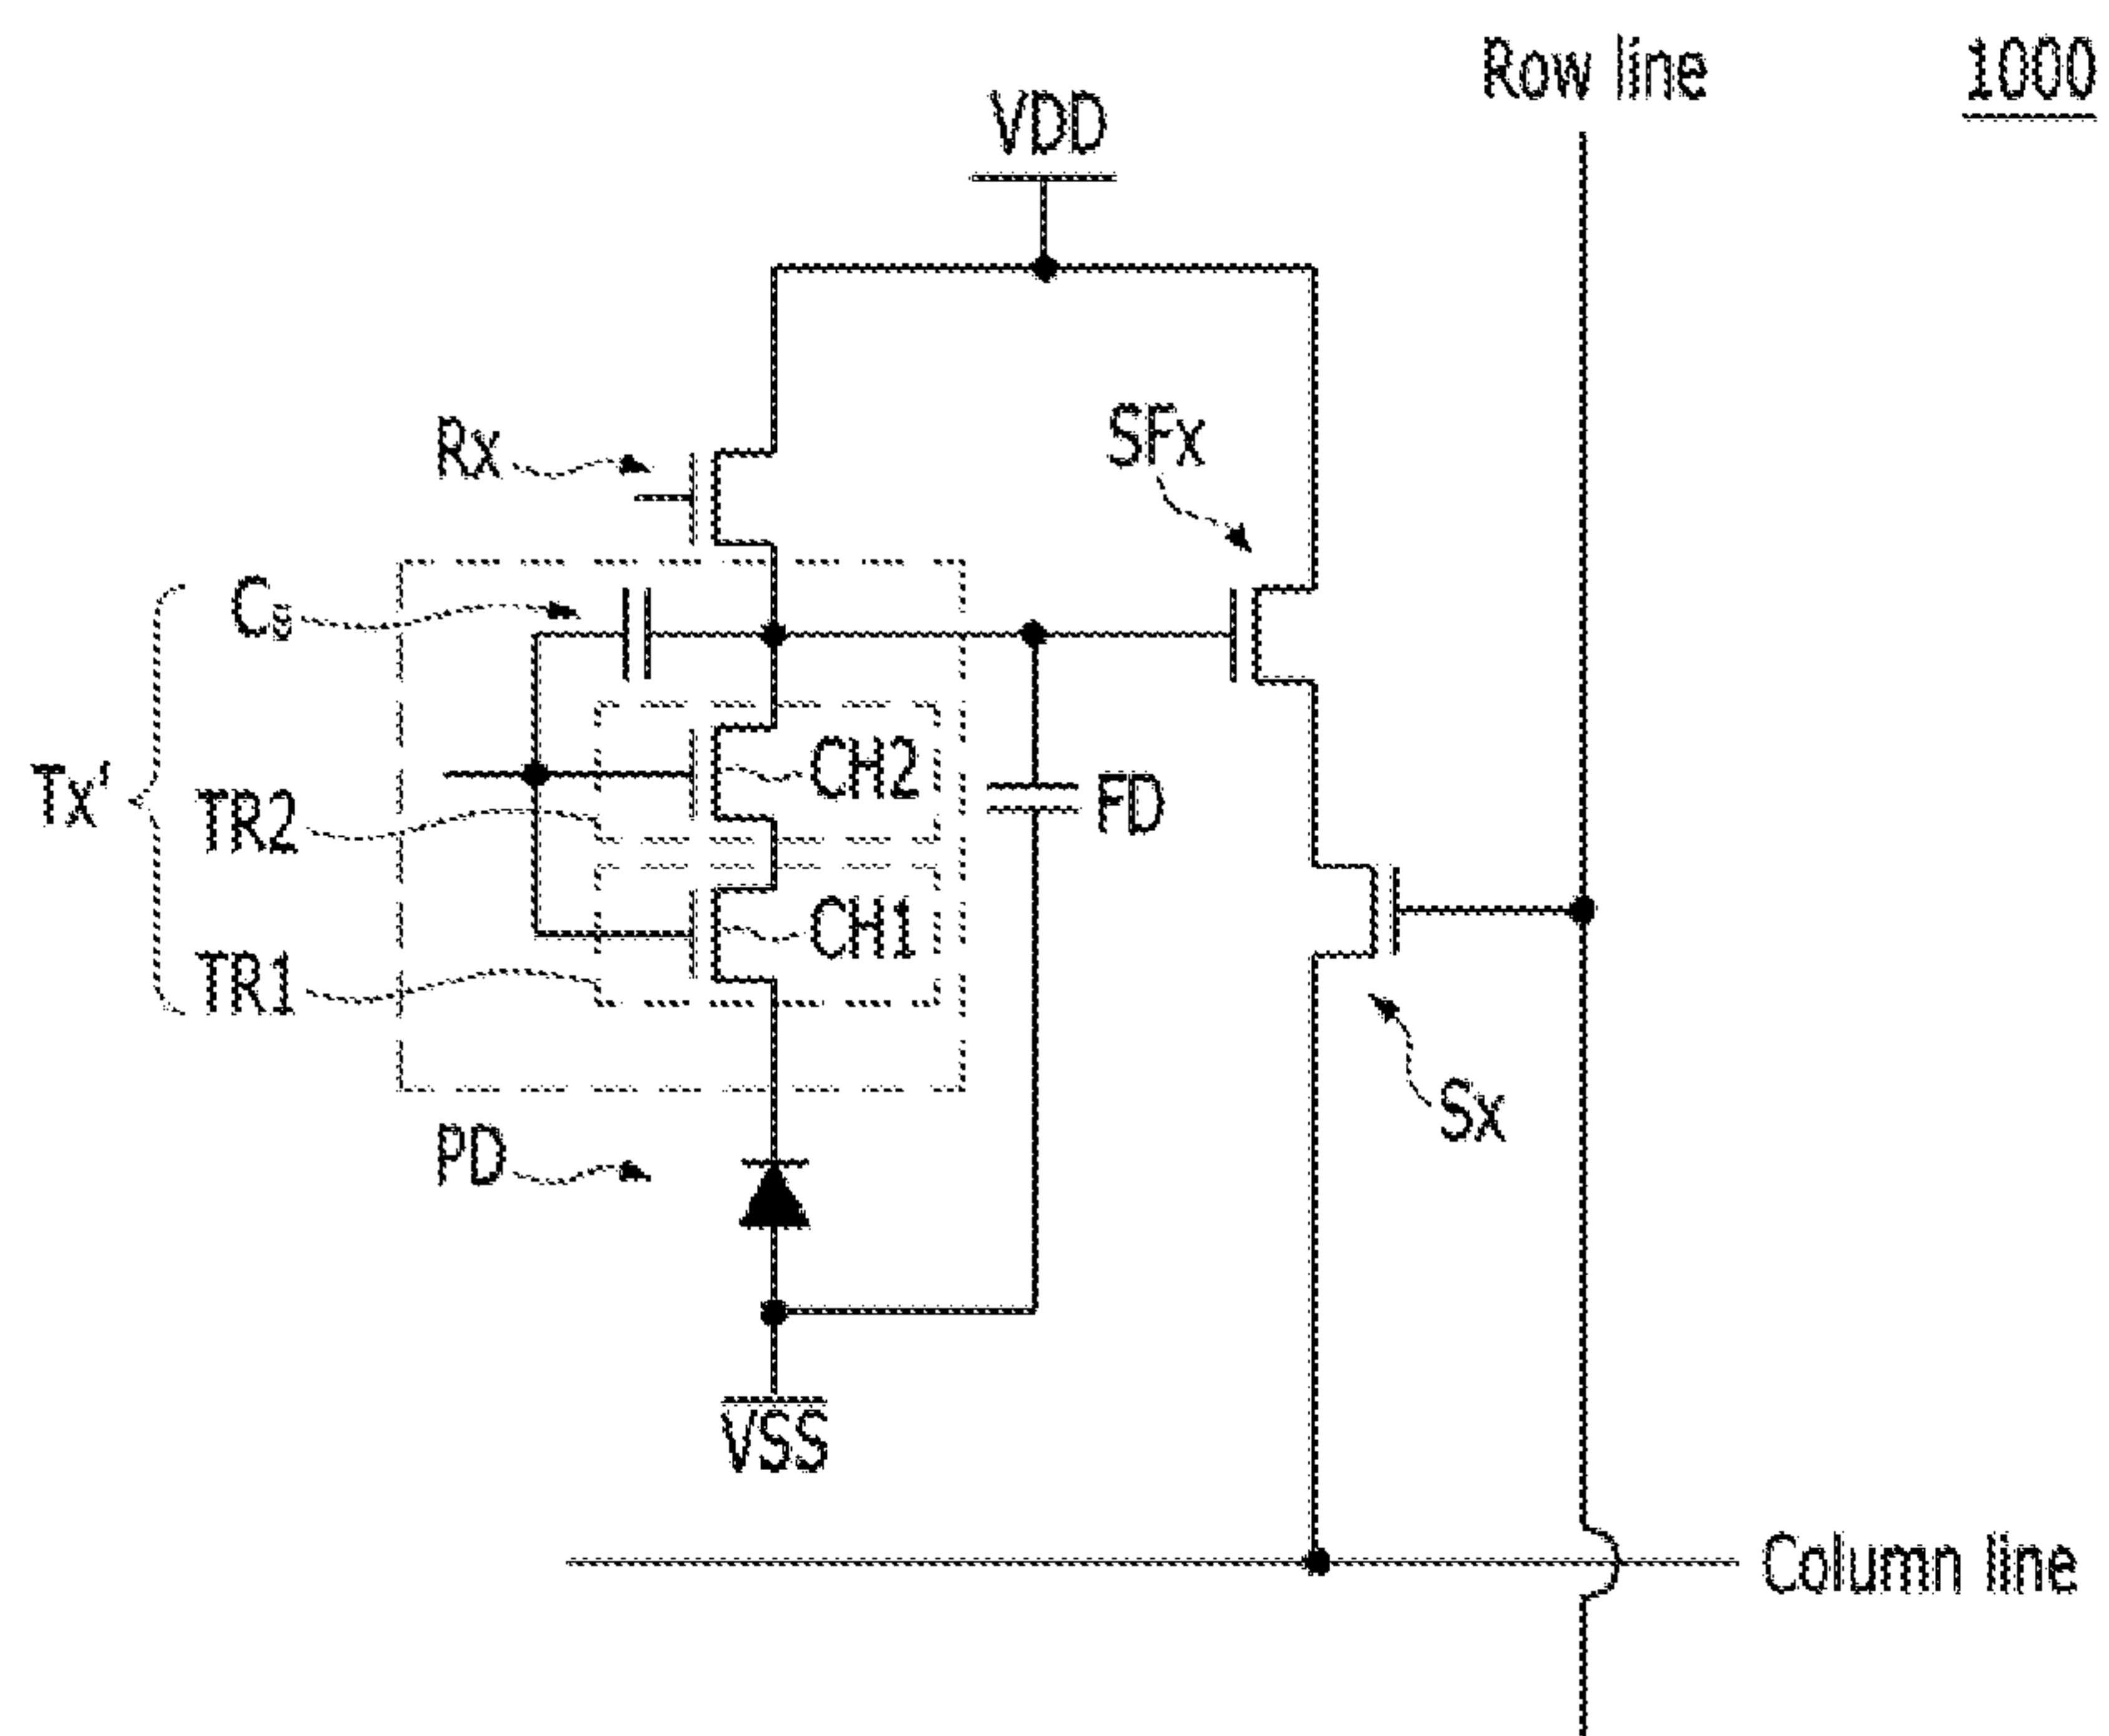 Row line
1000
VDD
Rx
SFx
Cs
Tx'
TR2
CH2
FD
TR1
CH1
PD
Sx
VSS
Column line